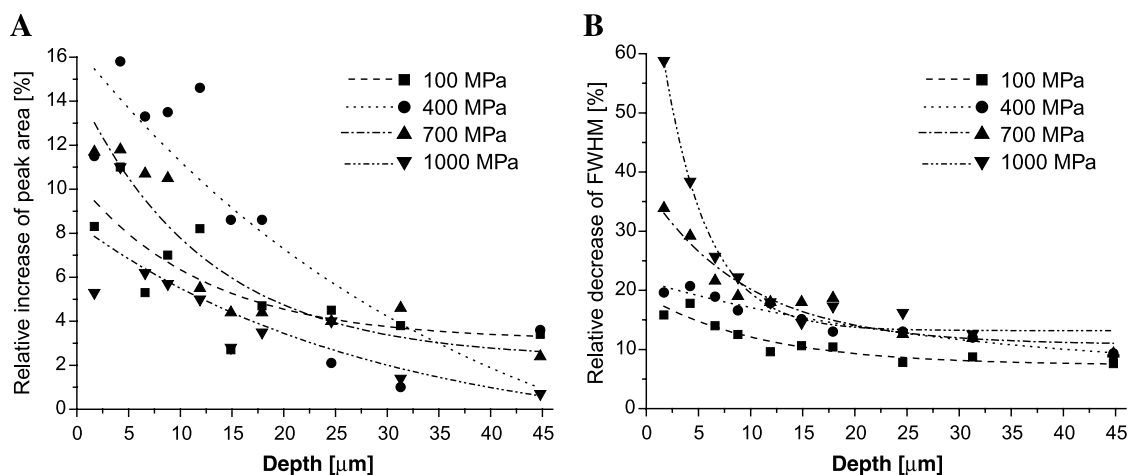 A
Relative increase of peak area [%]
16
14
12
10
8
6
4
2
0
0 5 10 15 20 25 30 35 40 45
Depth [μm]
100 MPa
400 MPa
700 MPa
1000 MPa
B
Relative decrease of FWHM [%]
60
50
40
30
20
10
0
0 5 10 15 20 25 30 35 40 45
Depth [μm]
100 MPa
400 MPa
700 MPa
1000 MPa